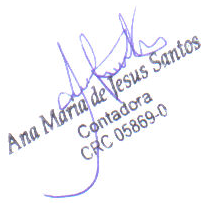 Ana Maria de Jesus Santos
Contadora
CRC 05869-0